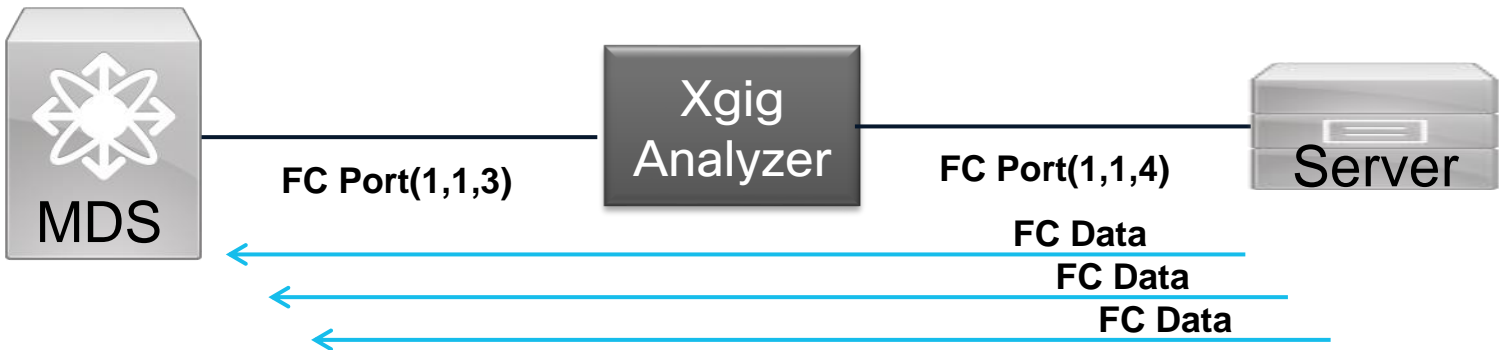 Xgig
Analyzer
FC Port(1,1,3)
FC Port(1,1,4)
MDS
Server
FC Data
FC Data
FC Data